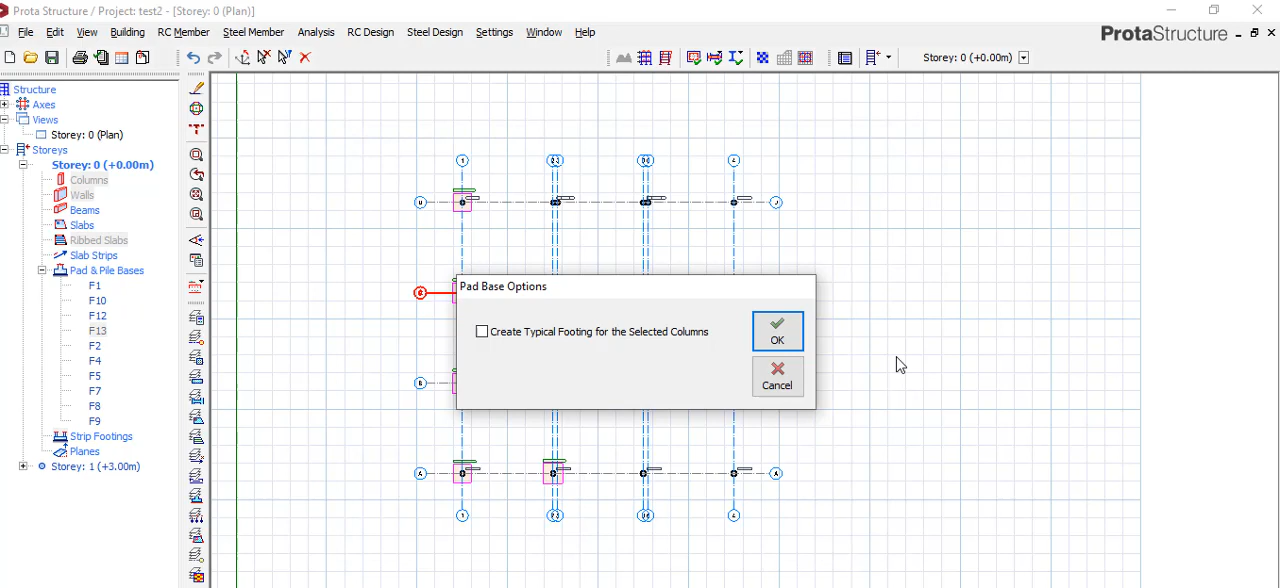 Prota Structure / Project: test2 - [Storey: 0 (Plan)]
File Edit View Building RC Member Steel Member Analysis RC Design Steel Design Settings Window Help
ProtaStructure
Storey: 0 (+0.00m)
Structure
Axes
Views
Storey: 0 (Plan)
Storeys
Storey: 0 (+0.00m)
Columns
Walls
Beams
Slabs
Ribbed Slabs
Slab Strips
Pad & Pile Bases
F1
F10
F12
F13
F2
F4
F5
F7
F8
F9
Strip Footings
Planes
Storey: 1 (+3.00m)
Pad Base Options
Create Typical Footing for the Selected Columns
OK
Cancel
1
4
J
B
A
A
1
4